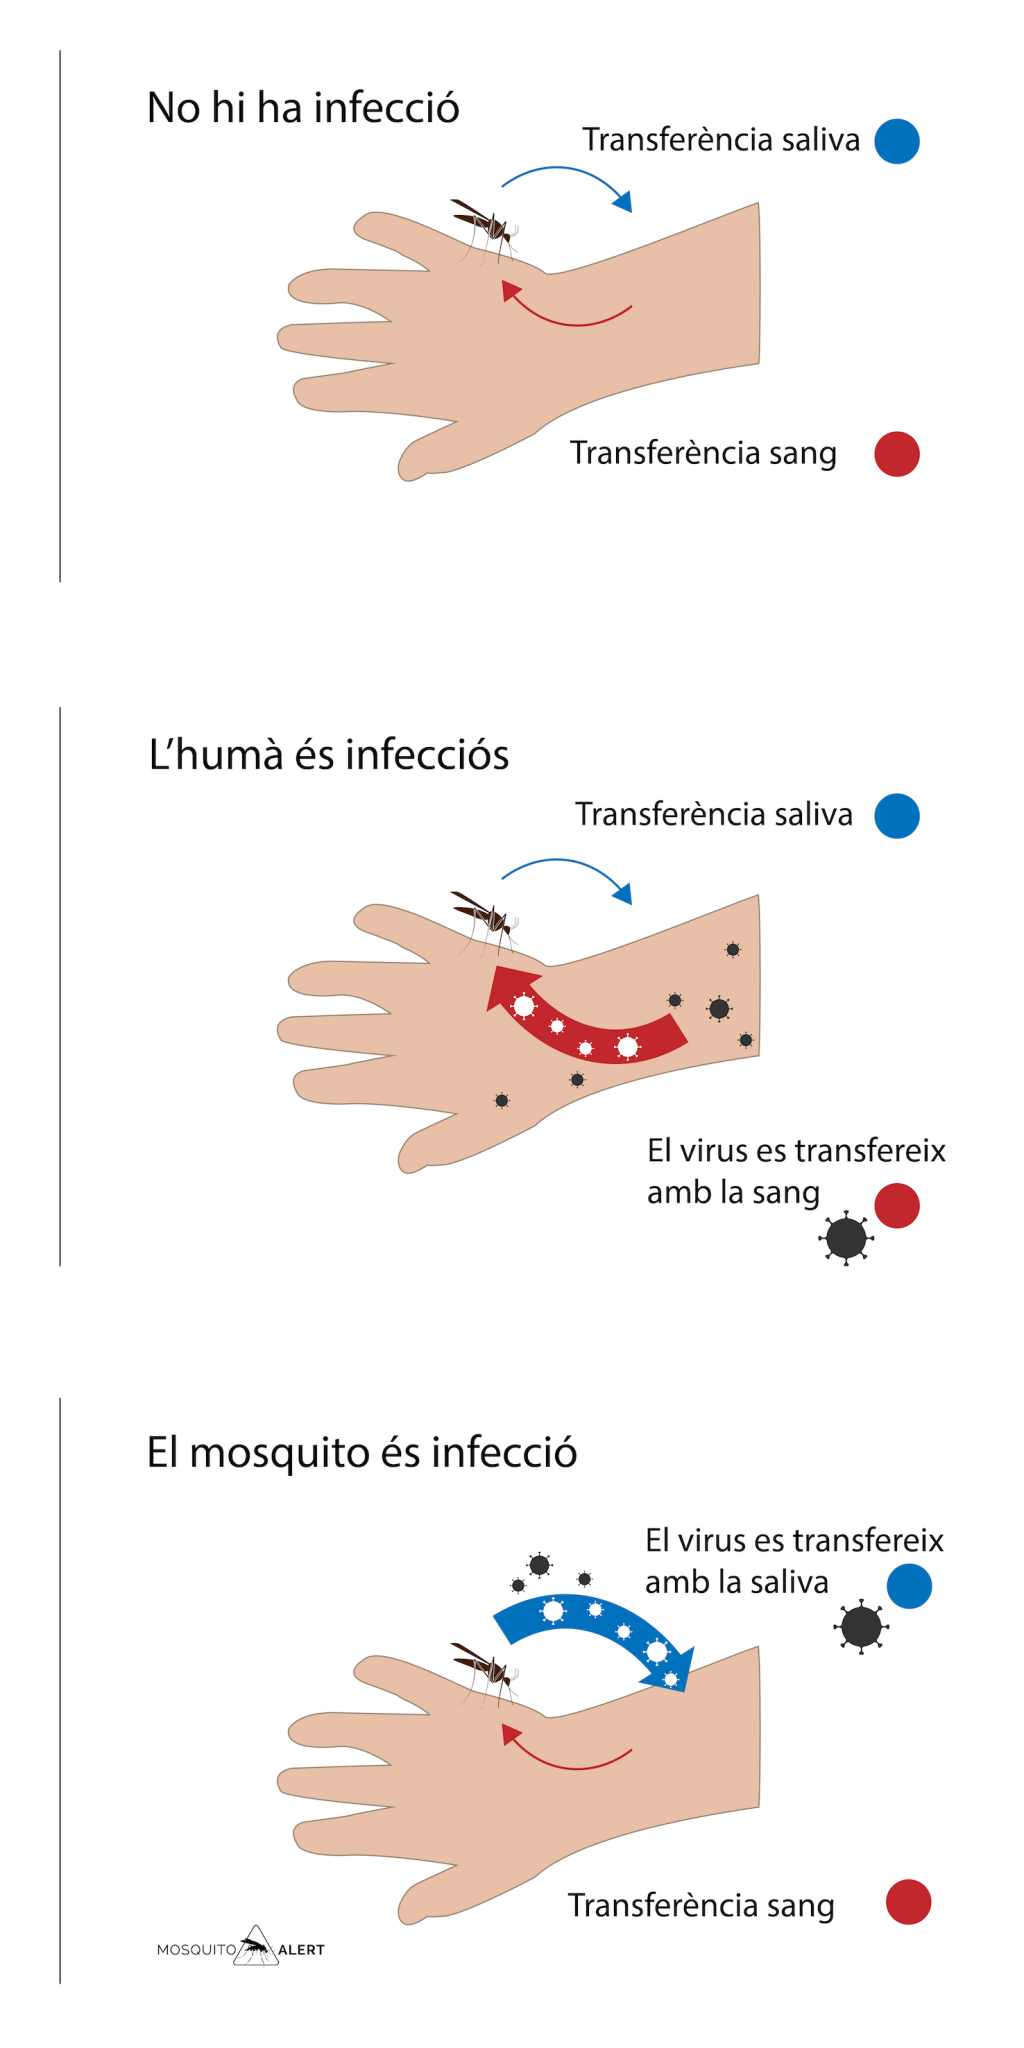 No hi ha infecció
Transferència saliva
Transferència sang
L'humà és infecciós
Transferència saliva
El virus es transfereix
amb la sang
El mosquito és infecció
El virus es transfereix
amb la saliva
Transferència sang
MOSQUITO ALERT